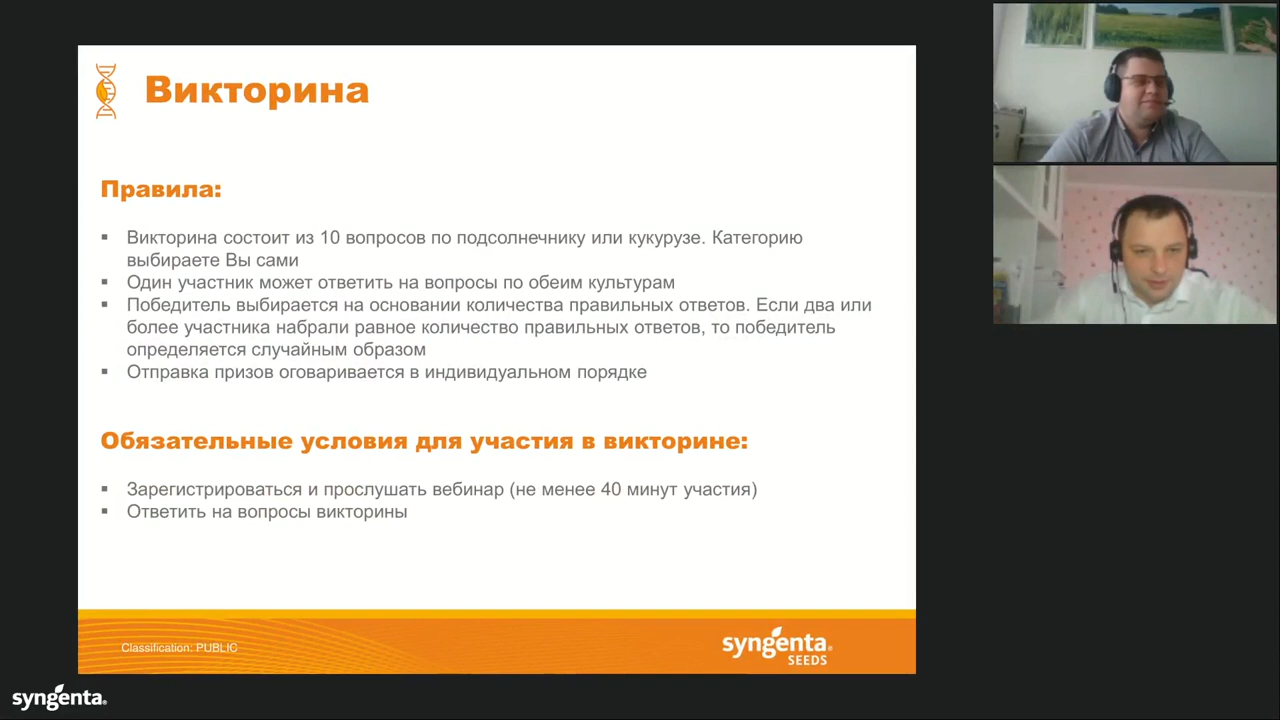 Викторина
Правила:
Викторина состоит из 10 вопросов по подсолнечнику или кукурузе. Категорию
выбираете Вы сами
Один участник может ответить на вопросы по обеим культурам
Победитель выбирается на основании количества правильных ответов. Если два или
более участника набрали равное количество правильных ответов, то победитель
определяется случайным образом
Отправка призов оговаривается в индивидуальном порядке
Обязательные условия для участия в викторине:
Зарегистрироваться и прослушать вебинар (не менее 40 минут участия)
Ответить на вопросы викторины
Classification: PUBLIC
syngenta
SEEDS
syngenta